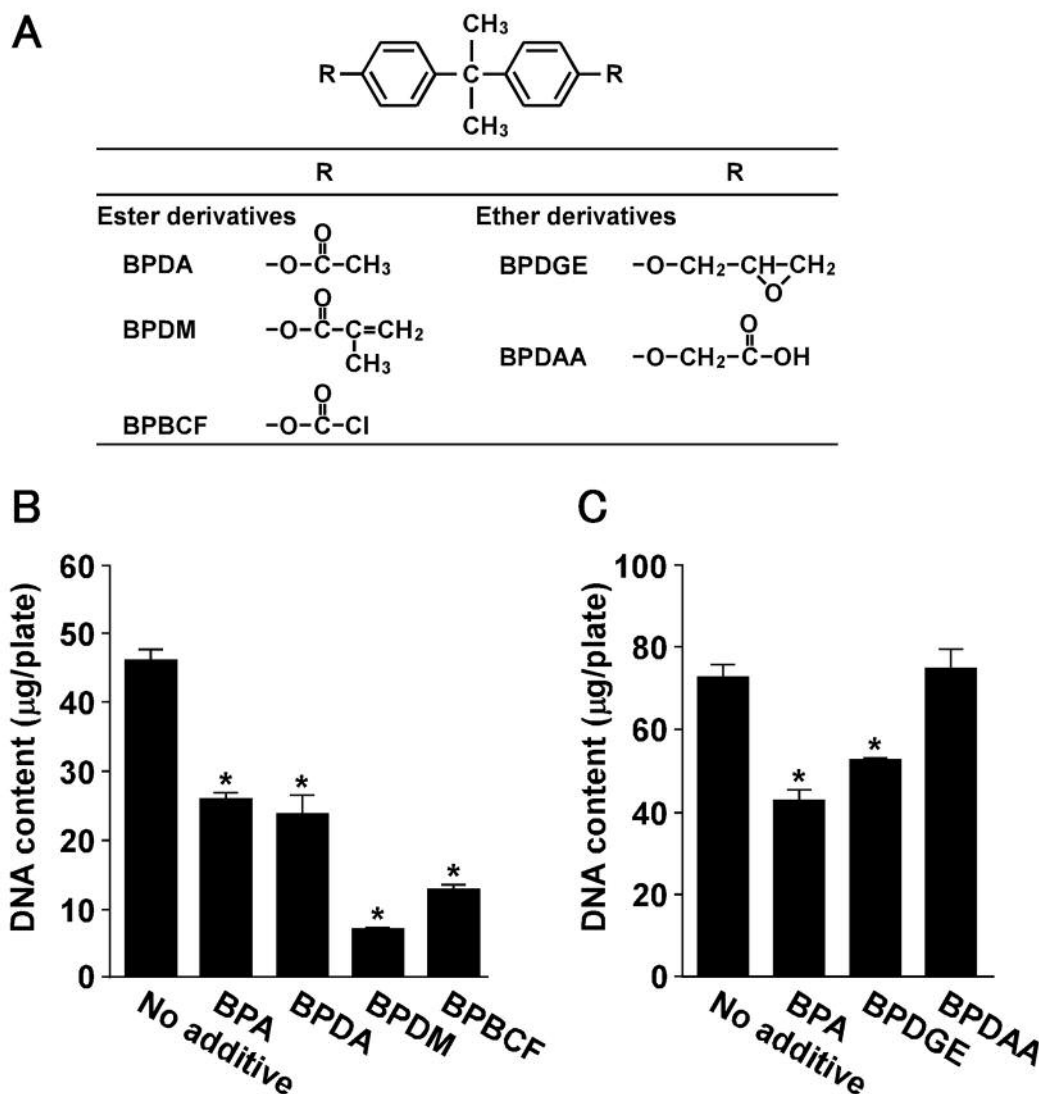 A
CH3
R
C
R
CH3
R R
Ester derivatives Ether derivatives
O
BPDA -O-C-CH3 BPDGE -O-CH2-CH-CH2
O
O
BPDM -O-C-C=CH2
CH3
O
BPDAA -O-CH2-C-OH
O
BPBCF -O-C-Cl
B
DNA content (μg/plate)
60
50
40
30
20
10
0
*
*
*
*
No additive
BPA
BPDA
BPDM
BPBCF
C
DNA content (μg/plate)
100
80
60
40
20
0
*
*
No additive
BPA
BPDGE
BPDAA